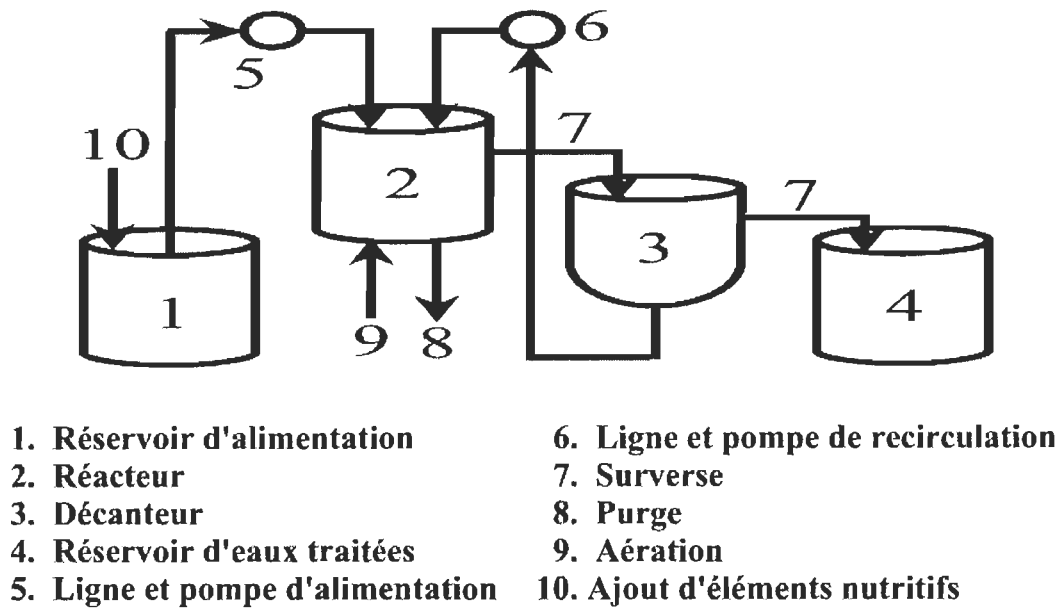 5
6
10
7
2
7
3
1
4
9
8
1. Réservoir d'alimentation
2. Réacteur
3. Décanteur
4. Réservoir d'eaux traitées
5. Ligne et pompe d'alimentation
6. Ligne et pompe de recirculation
7. Surverse
8. Purge
9. Aération
10. Ajout d'éléments nutritifs